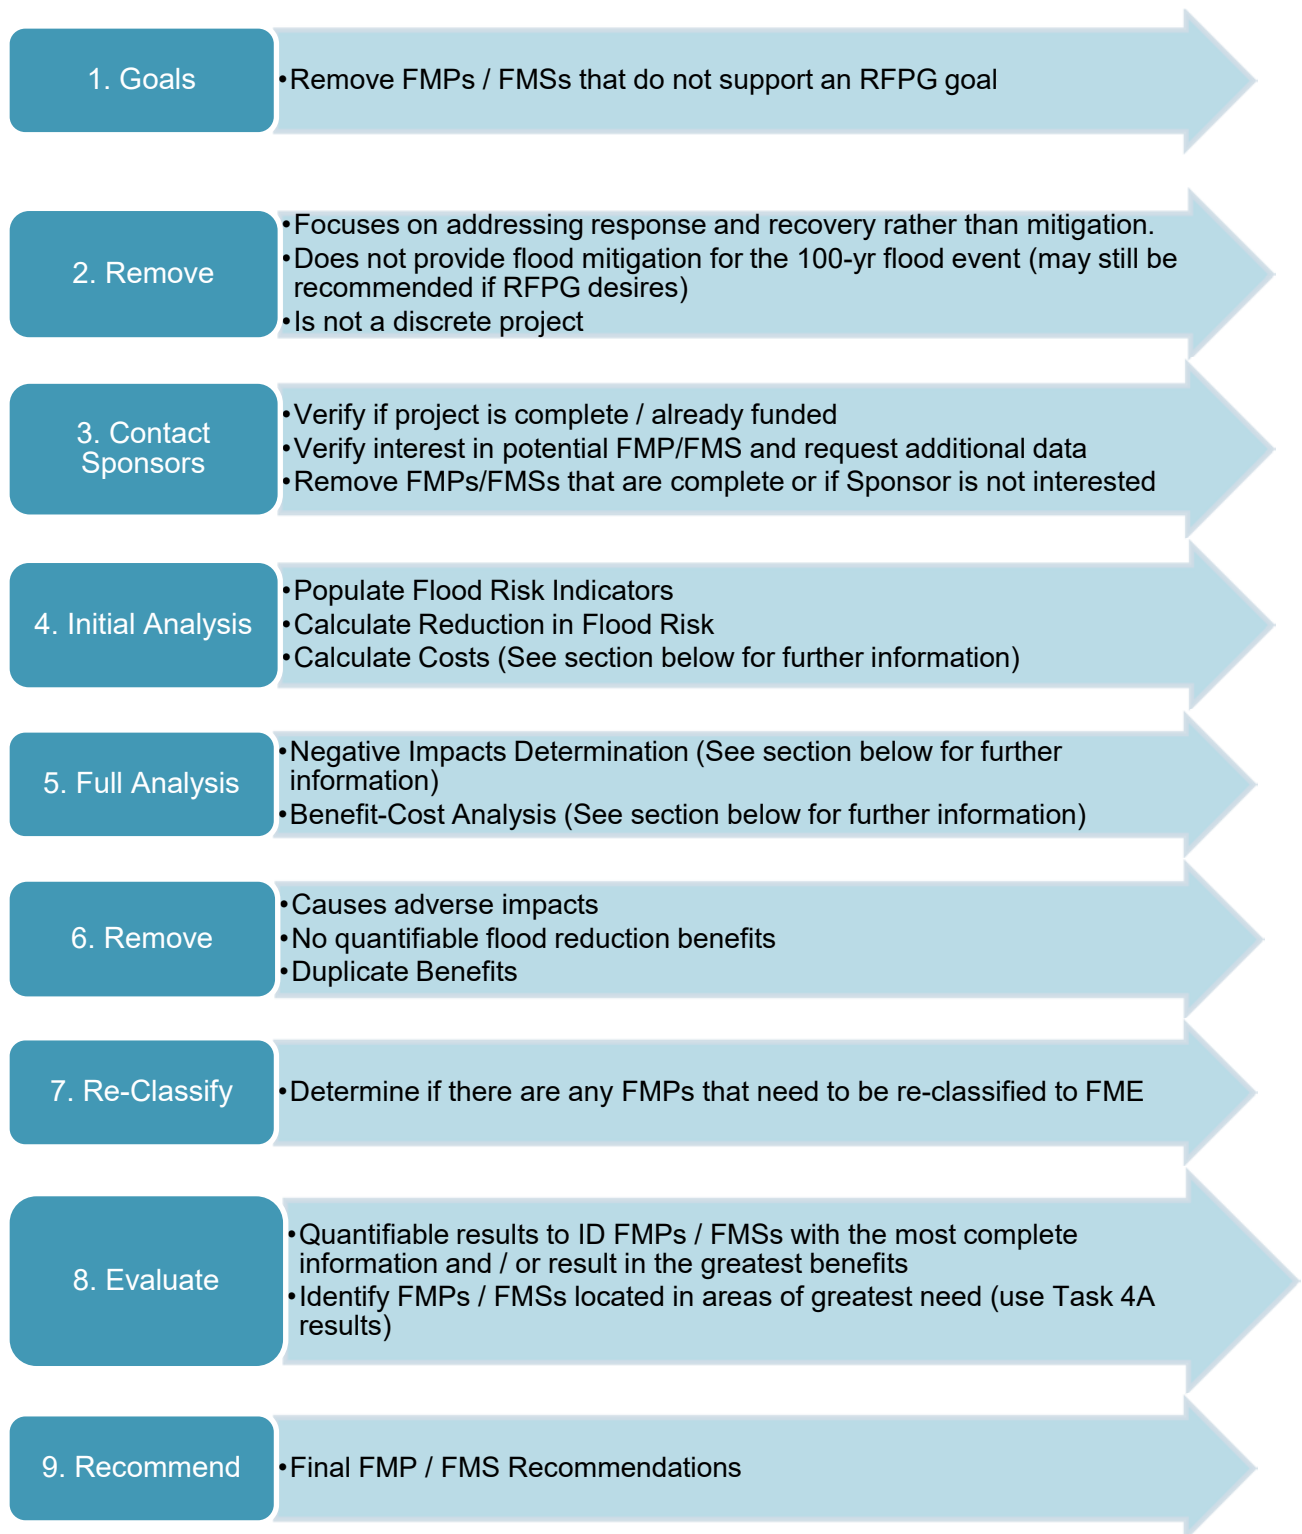 1. Goals
•Remove FMPs / FMSs that do not support an RFPG goal
2. Remove
•Focuses on addressing response and recovery rather than mitigation.
•Does not provide flood mitigation for the 100-yr flood event (may still be
recommended if RFPG desires)
•Is not a discrete project
3. Contact
Sponsors
•Verify if project is complete / already funded
•Verify interest in potential FMP/FMS and request additional data
•Remove FMPs/FMSs that are complete or if Sponsor is not interested
4. Initial Analysis
•Populate Flood Risk Indicators
•Calculate Reduction in Flood Risk
•Calculate Costs (See section below for further information)
5. Full Analysis
•Negative Impacts Determination (See section below for further
information)
•Benefit-Cost Analysis (See section below for further information)
6. Remove
•Causes adverse impacts
•No quantifiable flood reduction benefits
•Duplicate Benefits
7. Re-Classify
•Determine if there are any FMPs that need to be re-classified to FME
8. Evaluate
•Quantifiable results to ID FMPs / FMSs with the most complete
information and / or result in the greatest benefits
•Identify FMPs / FMSs located in areas of greatest need (use Task 4A
results)
9. Recommend
•Final FMP / FMS Recommendations